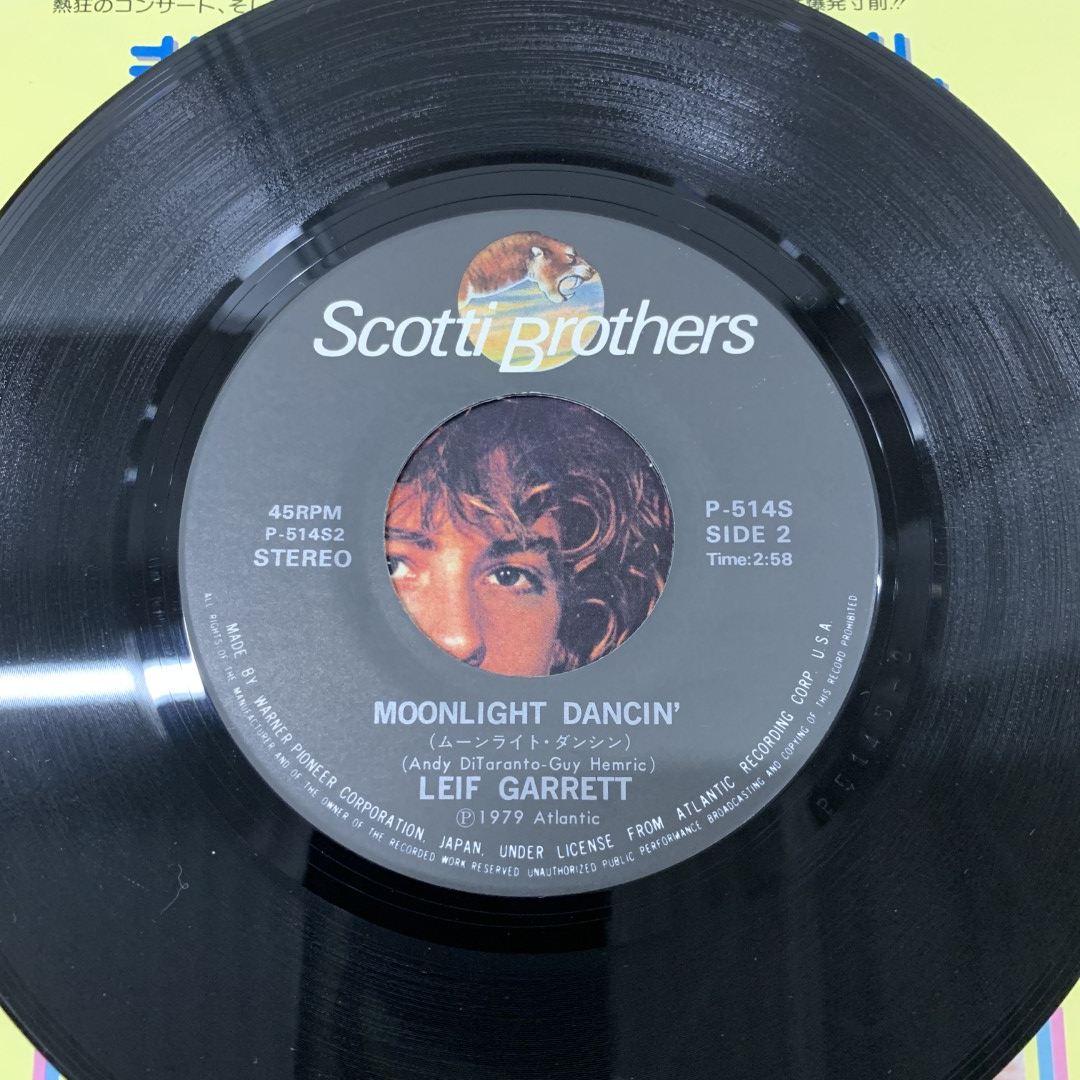 熱狂のコンサート、そし
爆発寸前!!
Scotti Brothers
45RPM
P-514S2
STEREO
P-514S
SIDE 2
Time:2:58
MOONLIGHT DANCIN'
(ムーンライト・ダンシン)
(Andy DiTaranto-Guy Hemric)
LEIF GARRETT
Ⓟ1979 Atlantic
MADE BY WARNER PIONEER CORPORATION, JAPAN, UNDER LICENSE FROM ATLANTIC RECORDING CORP. U.S.A.
ALL RIGHTS OF THE MANUFACTURER AND OF THE OWNER OF THE RECORDED WORK RESERVED UNAUTHORIZED PUBLIC PERFORMANCE BROADCASTING AND COPYING OF THIS RECORD PROHIBITED
P 514 S-2